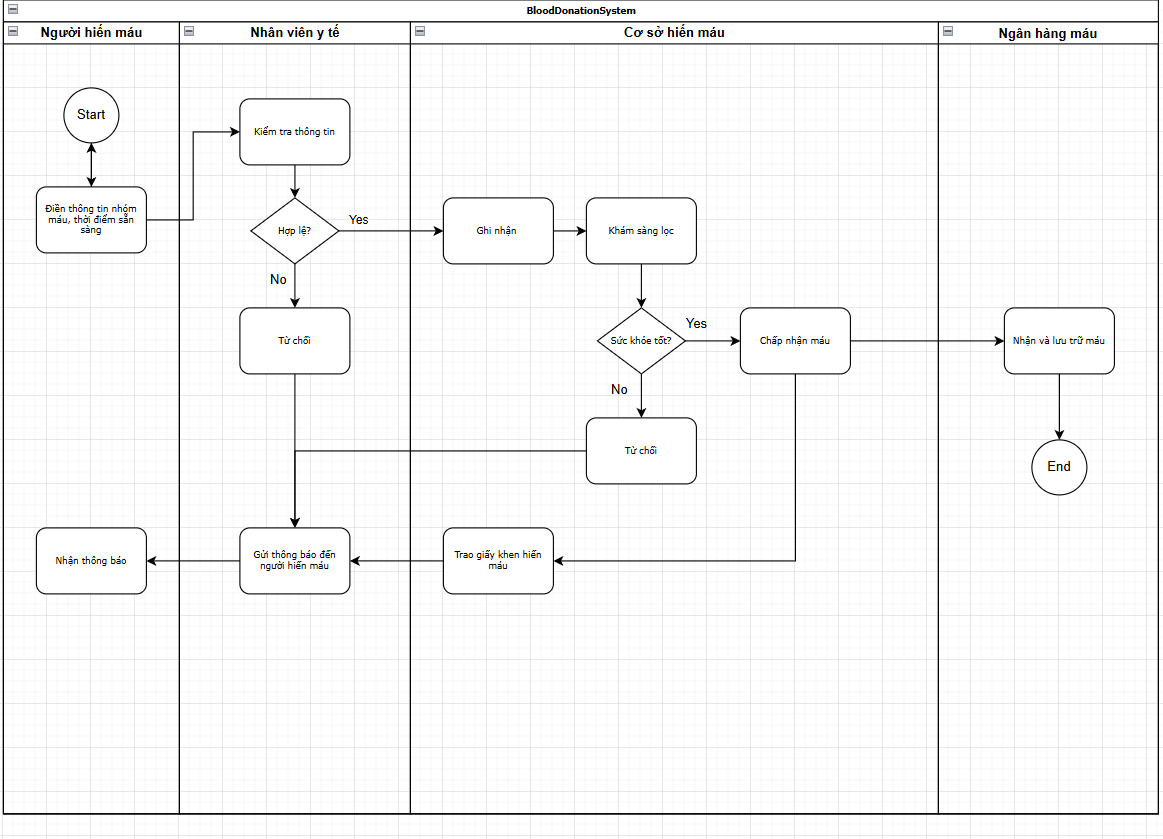 BloodDonationSystem
Người hiến máu
Nhân viên y tế
Cơ sở hiến máu
Ngân hàng máu
Start
Kiểm tra thông tin
Điền thông tin nhóm
máu, thời điểm sẵn
sàng
Hợp lệ?
Yes
Ghi nhận
Khám sàng lọc
No
Từ chối
Sức khỏe tốt?
Yes
Chấp nhận máu
Nhận và lưu trữ máu
No
Từ chối
End
Nhận thông báo
Gửi thông báo đến
người hiến máu
Trao giấy khen hiến
máu